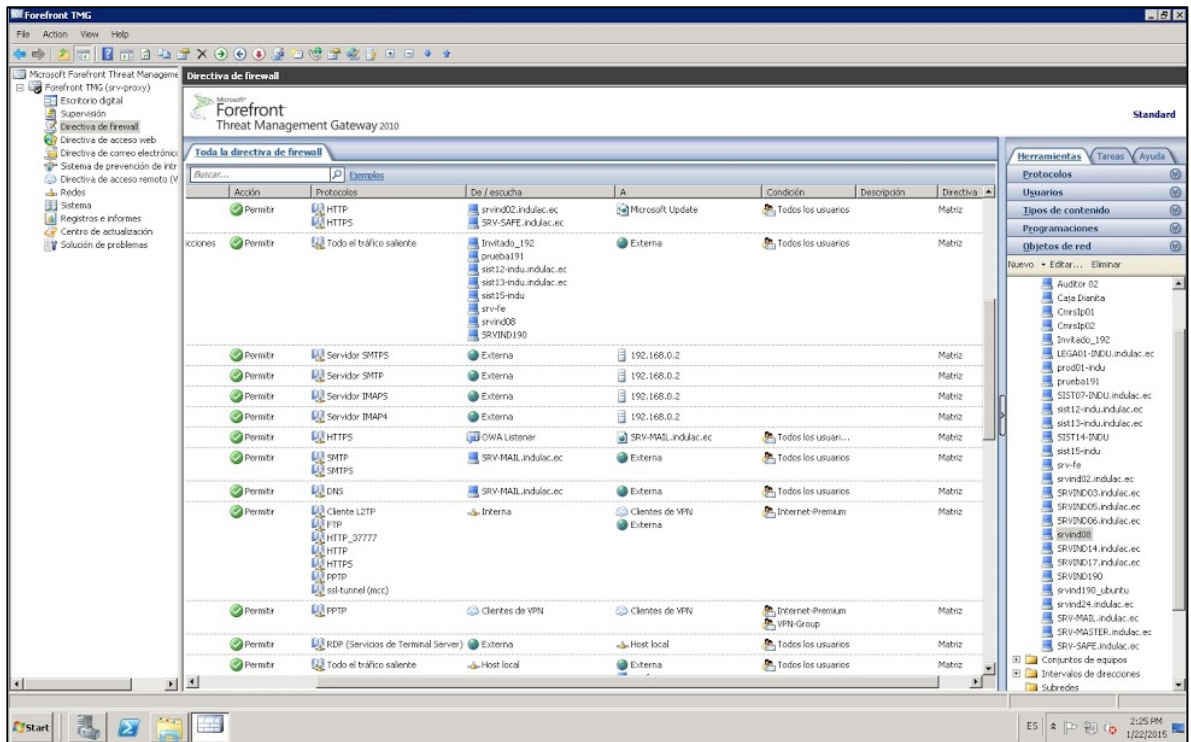 Forefront TMG
File Action View Help
Microsoft Forefront Threat Manageme
Forefront TMG (srv-proxy)
Escritorio digital
Supervisión
Directiva de firewall
Directiva de acceso web
Directiva de correo electrónic
Sistema de prevención de intr
Directiva de acceso remoto (V
Redes
Sistema
Registros e informes
Centro de actualización
Solución de problemas
Directiva de firewall
Microsoft
Forefront
Threat Management Gateway 2010
Standard
Toda la directiva de firewall
Buscar... Ejemplos
Acción Protocolos De / escucha A Condición Descripción Directiva
Permitir HTTP srvind02.indulac.ec Microsoft Update Todos los usuarios Matriz
HTTPS SRV-SAFE.indulac.ec
icciones Permitir Todo el tráfico saliente Invitado_192 Externa Todos los usuarios Matriz
prueba191
sist12-indu.indulac.ec
sist13-indu.indulac.ec
sist15-indu
srv-fe
srvind08
SRVIND190
Permitir Servidor SMTPS Externa 192.168.0.2 Matriz
Permitir Servidor SMTP Externa 192.168.0.2 Matriz
Permitir Servidor IMAPS Externa 192.168.0.2 Matriz
Permitir Servidor IMAP4 Externa 192.168.0.2 Matriz
Permitir HTTPS OWA Listener SRV-MAIL.indulac.ec Todos los usuari... Matriz
Permitir SMTP SRV-MAIL.indulac.ec Externa Todos los usuarios Matriz
SMTPS
Permitir DNS SRV-MAIL.indulac.ec Externa Todos los usuarios Matriz
Permitir Cliente L2TP Interna Clientes de VPN Internet-Premium Matriz
FTP Externa
HTTP_37777
HTTP
HTTPS
PPTP
ssl-tunnel (mcc)
Permitir PPTP Clientes de VPN Clientes de VPN Internet-Premium Matriz
VPN-Group
Permitir RDP (Servicios de Terminal Server) Externa Host local Todos los usuarios Matriz
Permitir Todo el tráfico saliente Host local Externa Todos los usuarios Matriz
Herramientas Tareas Ayuda
Protocolos
Usuarios
Tipos de contenido
Programaciones
Objetos de red
Nuevo Editar... Eliminar
Auditor 02
Caja Dianita
CmrsIp01
CmrsIp02
Invitado_192
LEGA01-INDU.indulac.ec
prod01-indu
prueba191
SIST07-INDU.indulac.ec
sist12-indu.indulac.ec
sist13-indu.indulac.ec
SIST14-INDU
sist15-indu
srv-fe
srvind02.indulac.ec
SRVIND03.indulac.ec
SRVIND05.indulac.ec
SRVIND06.indulac.ec
srvind08
SRVIND14.indulac.ec
SRVIND17.indulac.ec
SRVIND190
srvind190_ubuntu
srvind24.indulac.ec
SRV-MAIL.indulac.ec
SRV-MASTER.indulac.ec
SRV-SAFE.indulac.ec
Conjuntos de equipos
Intervalos de direcciones
Subredes
Start
ES
2:25 PM
1/22/2015